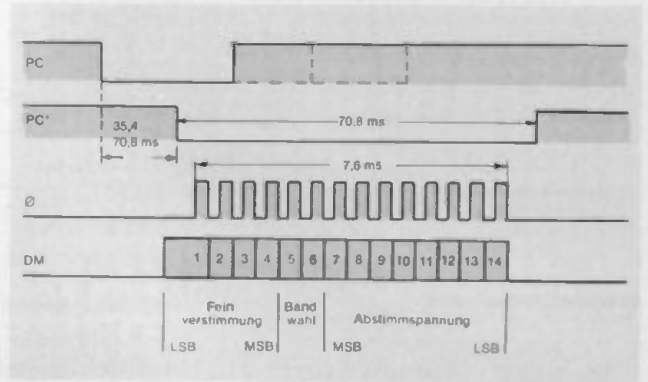 PC
PC*
35,4
70,8 ms
70.8 ms
7,6 ms
Ø
DM
1 2 3 4 5 6 7 8 9 10 11 12 13 14
Fein
verstimmung
Band
wahl
Abstimmspannung
LSB MSB MSB LSB